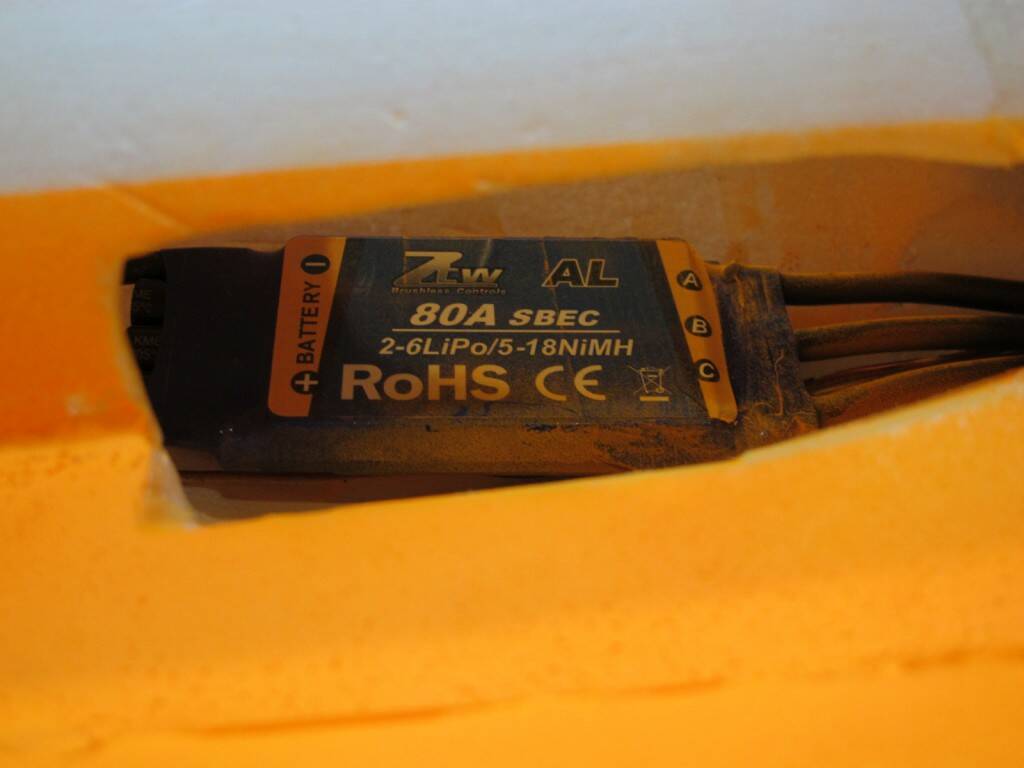 ZTW AL
Brushless Controls
80A SBEC
2-6LiPo/5-18NiMH
RoHS CE
+ BATTERY -
A
B
C